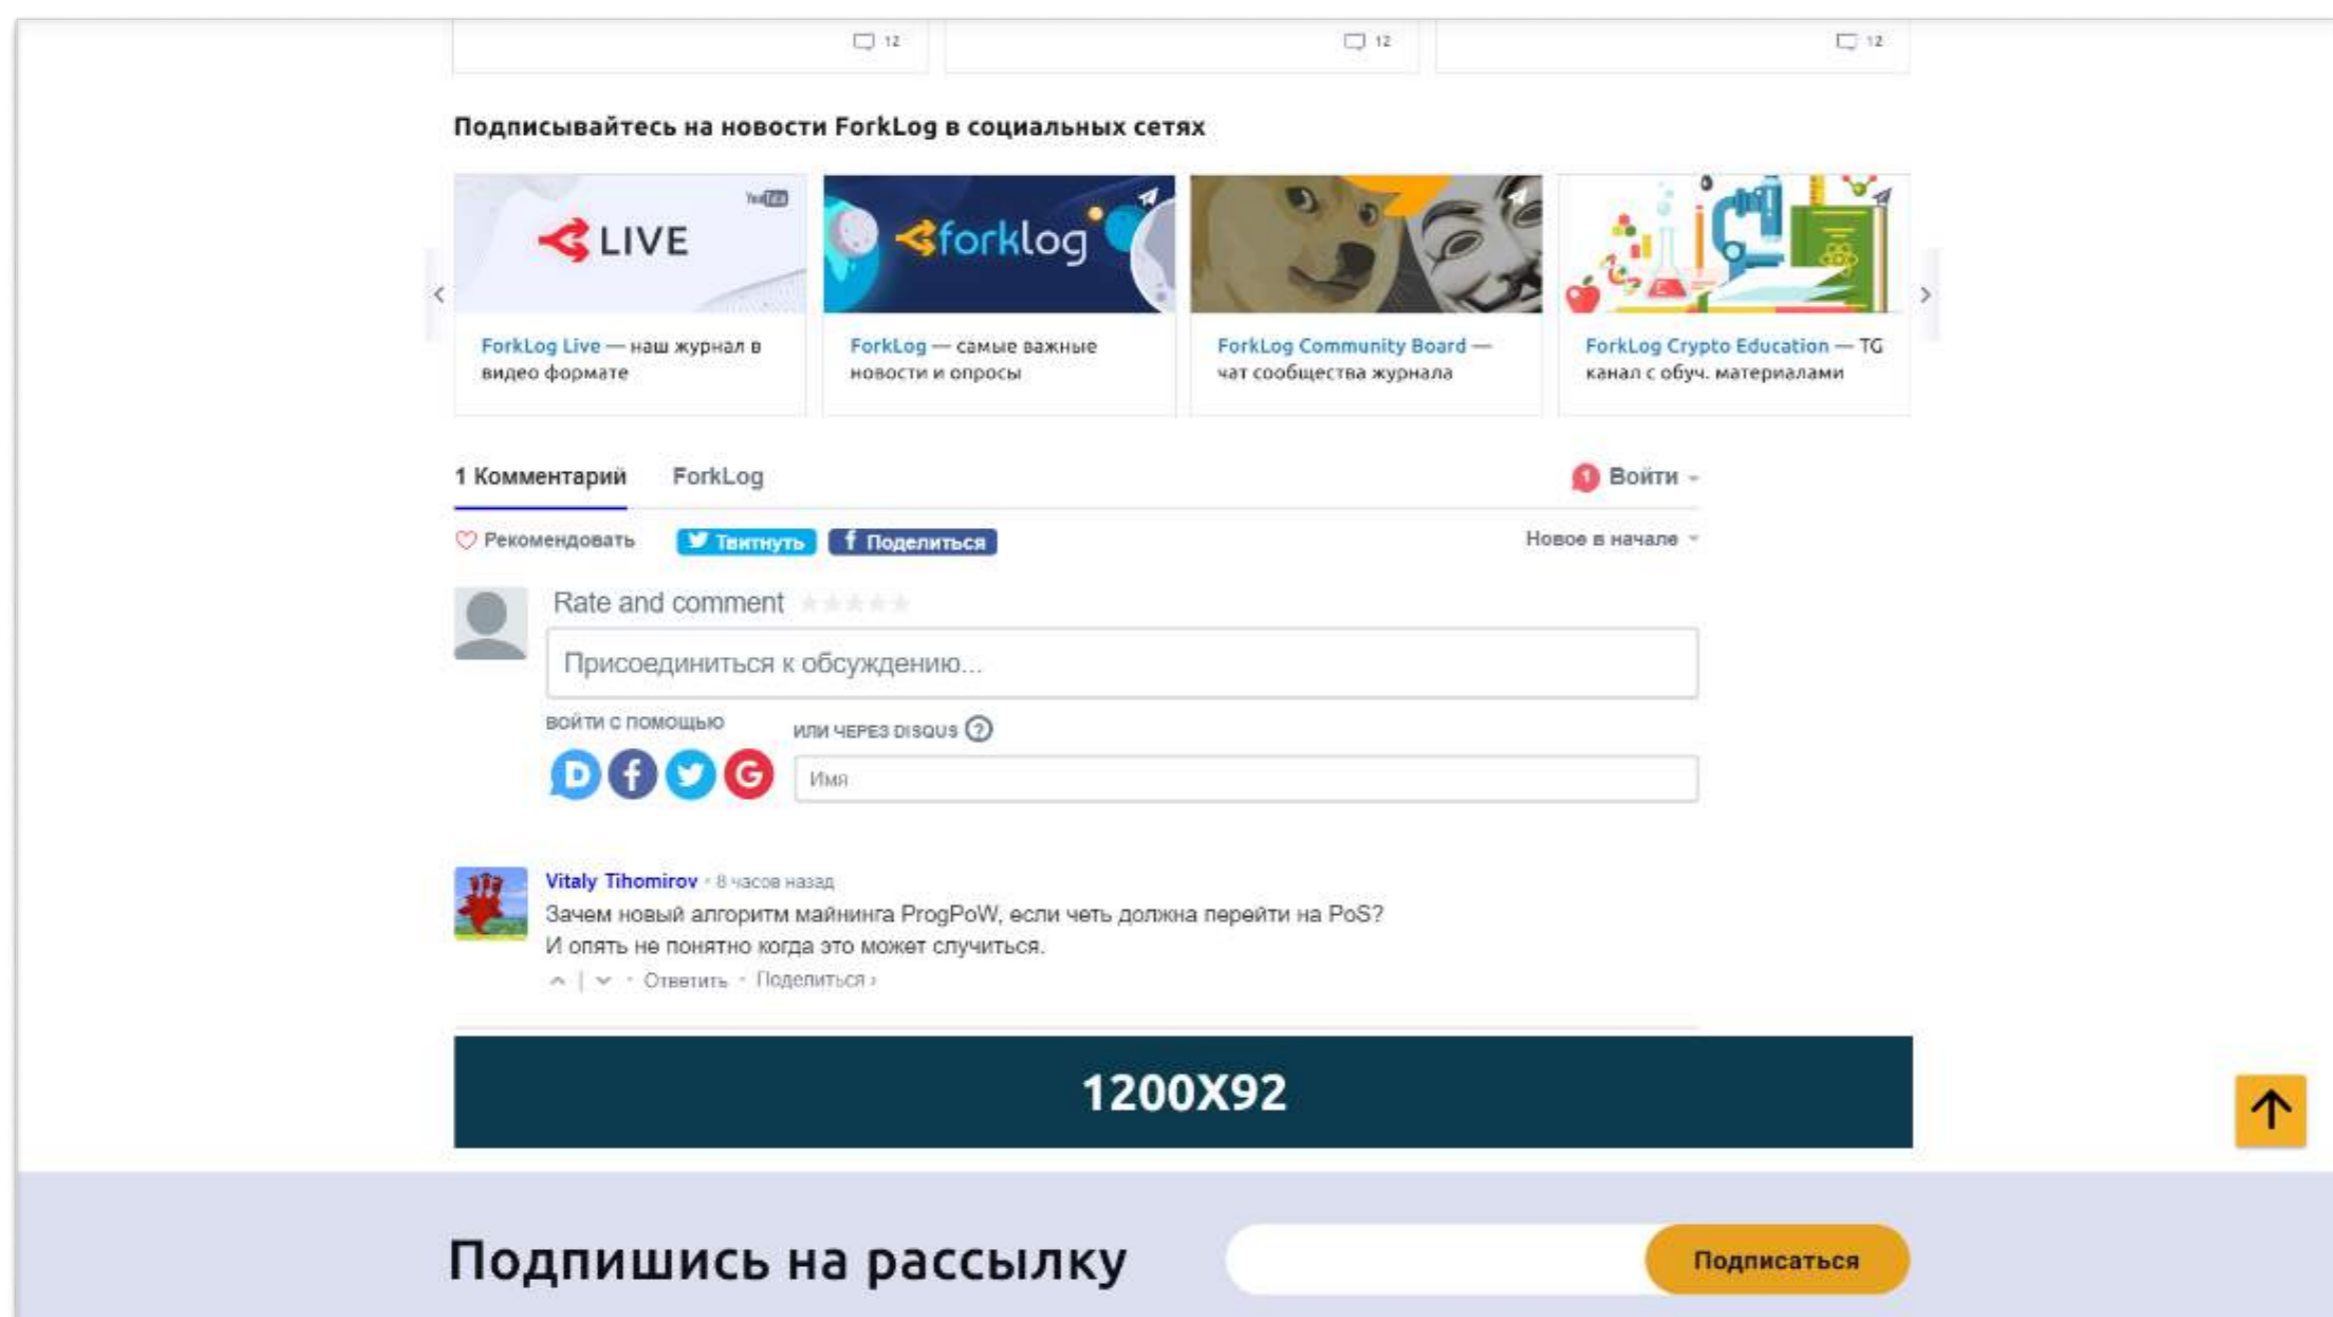 12
12
12
Подписывайтесь на новости ForkLog в социальных сетях
YouTube
LIVE
forklog
ForkLog Live — наш журнал в
видео формате
ForkLog — самые важные
новости и опросы
ForkLog Community Board —
чат сообщества журнала
ForkLog Crypto Education — TG
канал с обуч. материалами
1 Комментарий ForkLog 1 Войти
Рекомендовать Твитнуть f Поделиться Новое в начале
Rate and comment
Присоединиться к обсуждению...
ВОЙТИ С ПОМОЩЬЮ ИЛИ ЧЕРЕЗ DISQUS ?
D f G Имя
Vitaly Tihomirov • 8 часов назад
Зачем новый алгоритм майнинга ProgPoW, если четь должна перейти на PoS?
И опять не понятно когда это может случиться.
• Ответить • Поделиться ›
1200X92
Подпишись на рассылку Подписаться